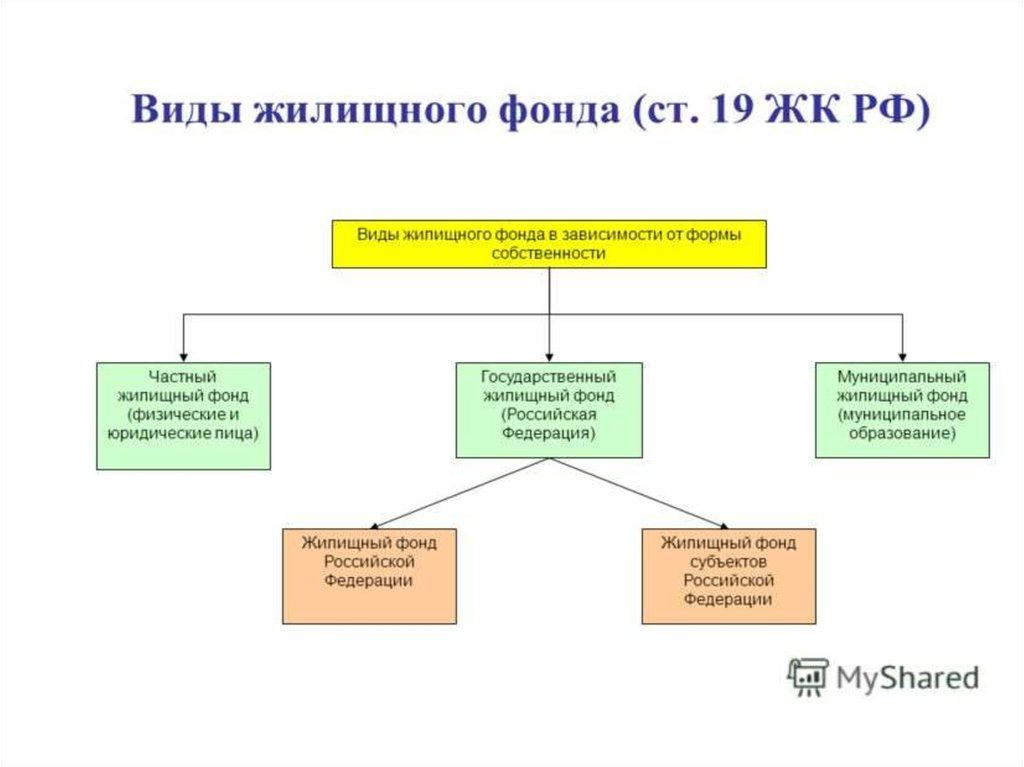 Виды жилищного фонда (ст. 19 ЖК РФ)
Виды жилищного фонда в зависимости от формы
собственности
Частный
жилищный фонд
(физические и
юридические лица)
Государственный
жилищный фонд
(Российская
Федерация)
Муниципальный
жилищный фонд
(муниципальное
образование)
Жилищный фонд
Российской
Федерации
Жилищный фонд
субъектов
Российской
Федерации
MyShared